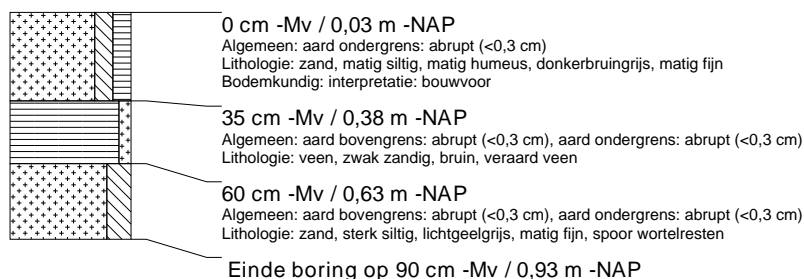 0 cm -Mv / 0,03 m -NAP
Algemeen: aard ondergrens: abrupt (<0,3 cm)
Lithologie: zand, matig siltig, matig humeus, donkerbruingrijs, matig fijn
Bodemkundig: interpretatie: bouwvoor
35 cm -Mv / 0,38 m -NAP
Algemeen: aard bovengrens: abrupt (<0,3 cm), aard ondergrens: abrupt (<0,3 cm)
Lithologie: veen, zwak zandig, bruin, veraard veen
60 cm -Mv / 0,63 m -NAP
Algemeen: aard bovengrens: abrupt (<0,3 cm), aard ondergrens: abrupt (<0,3 cm)
Lithologie: zand, sterk siltig, lichtgeelgrijs, matig fijn, spoor wortelresten
Einde boring op 90 cm -Mv / 0,93 m -NAP